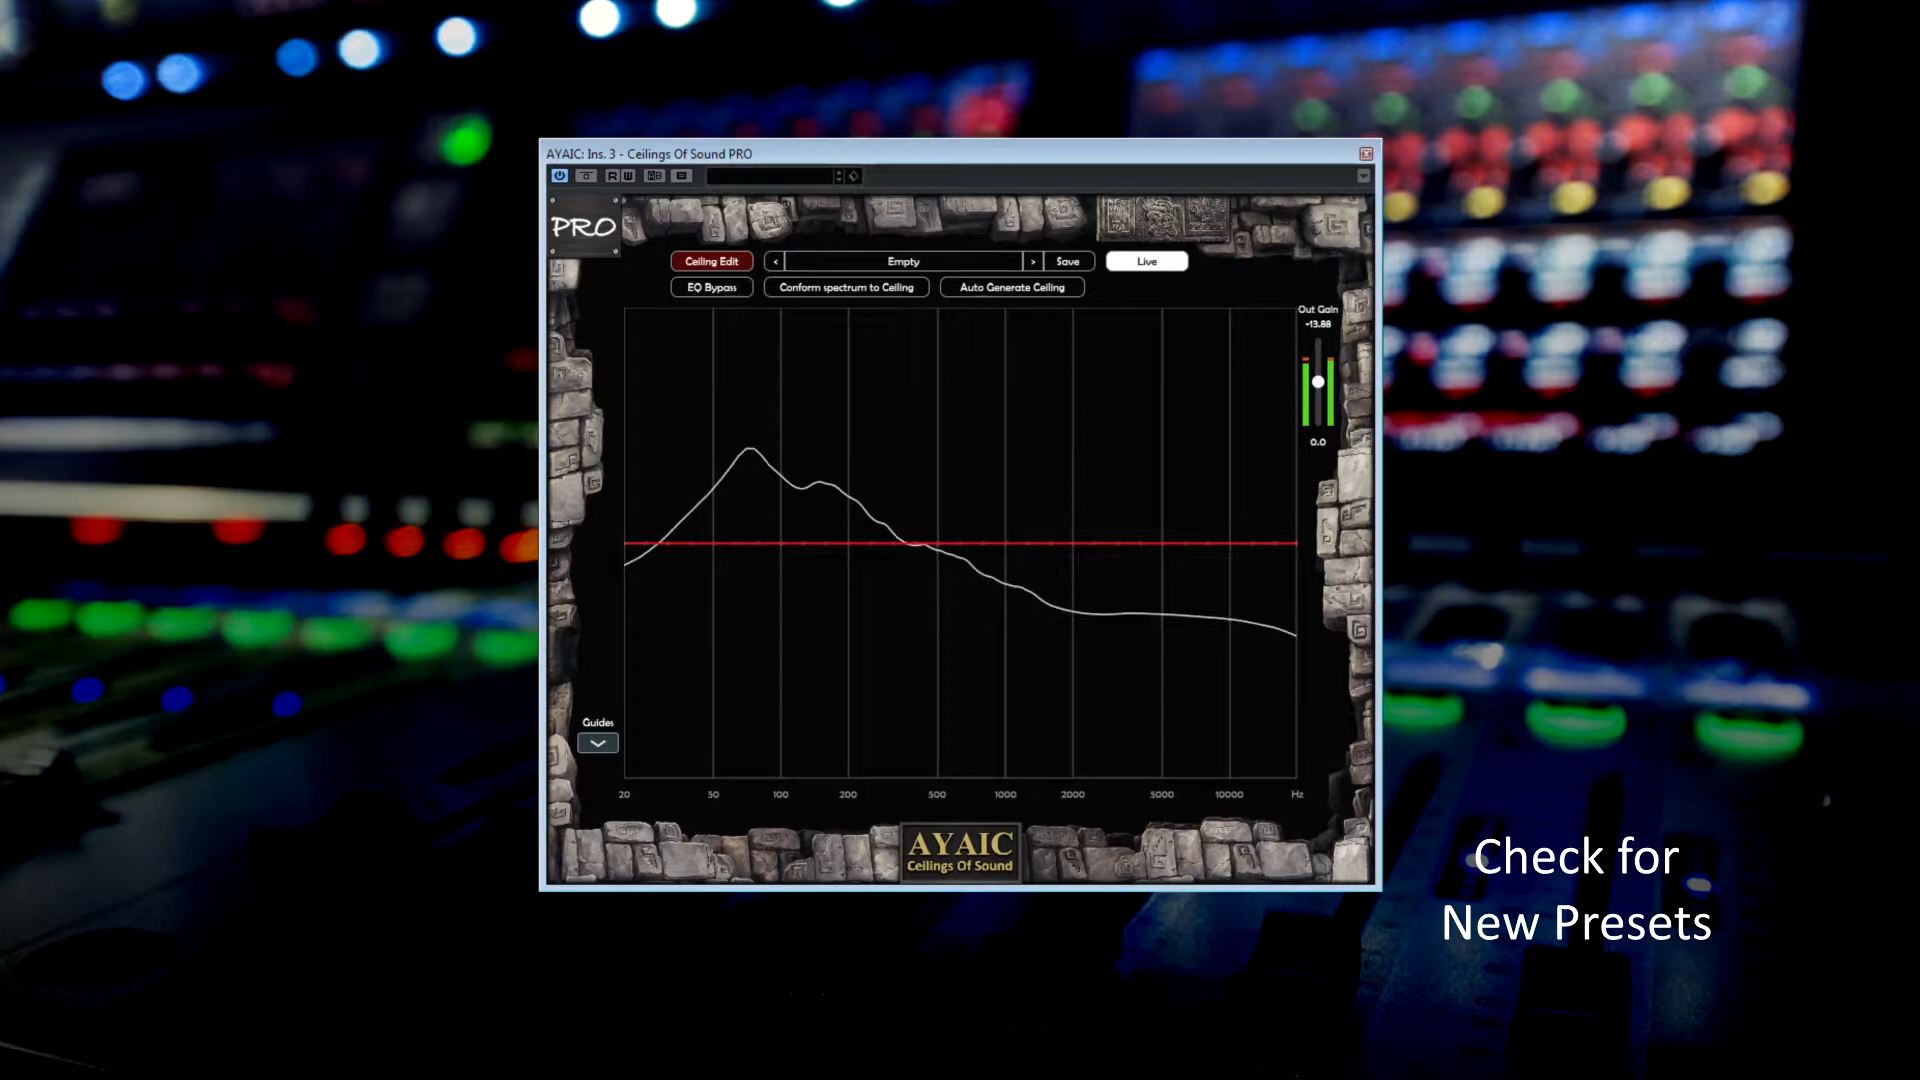 AYAIC: Ins. 3 - Ceilings Of Sound PRO
R W
PRO
Ceiling Edit < Empty > Save Live
EQ Bypass Conform spectrum to Ceiling Auto Generate Ceiling
Out Gain
-13.88
0.0
Guides
20 50 100 200 500 1000 2000 5000 10000 Hz
AYAIC
Ceilings Of Sound
Check for
New Presets